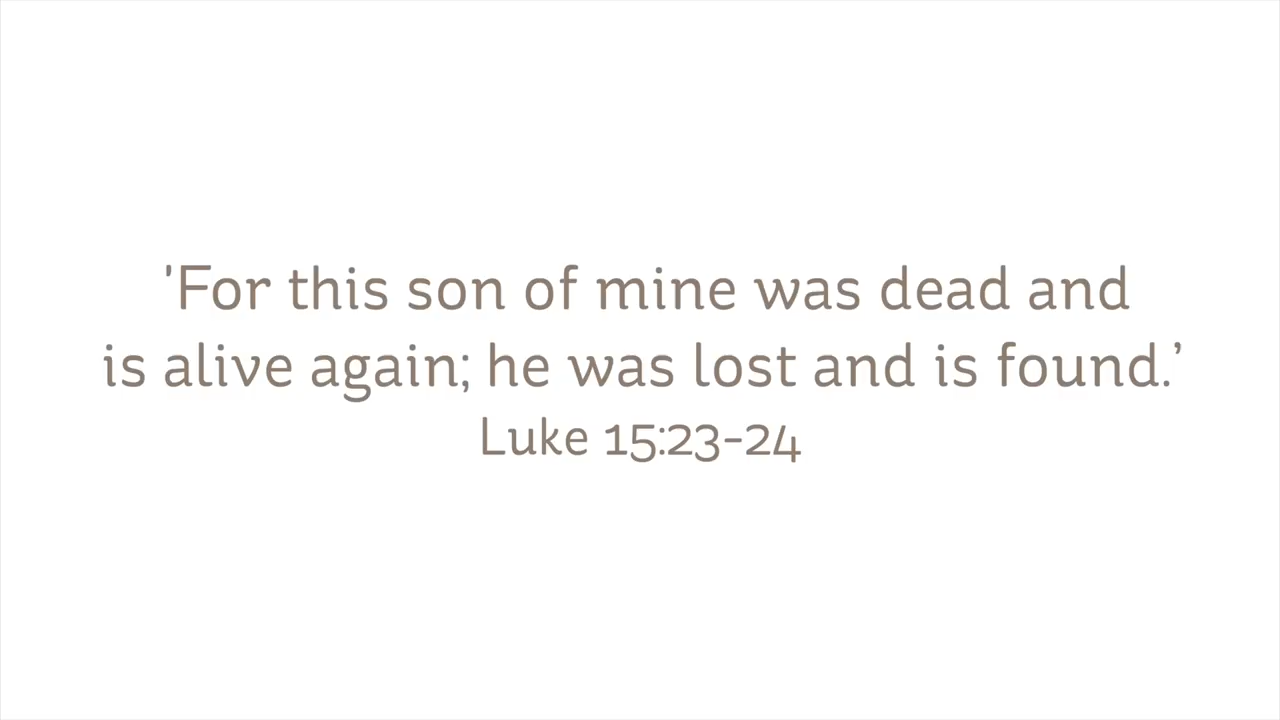 'For this son of mine was dead and
is alive again; he was lost and is found.’
Luke 15:23-24